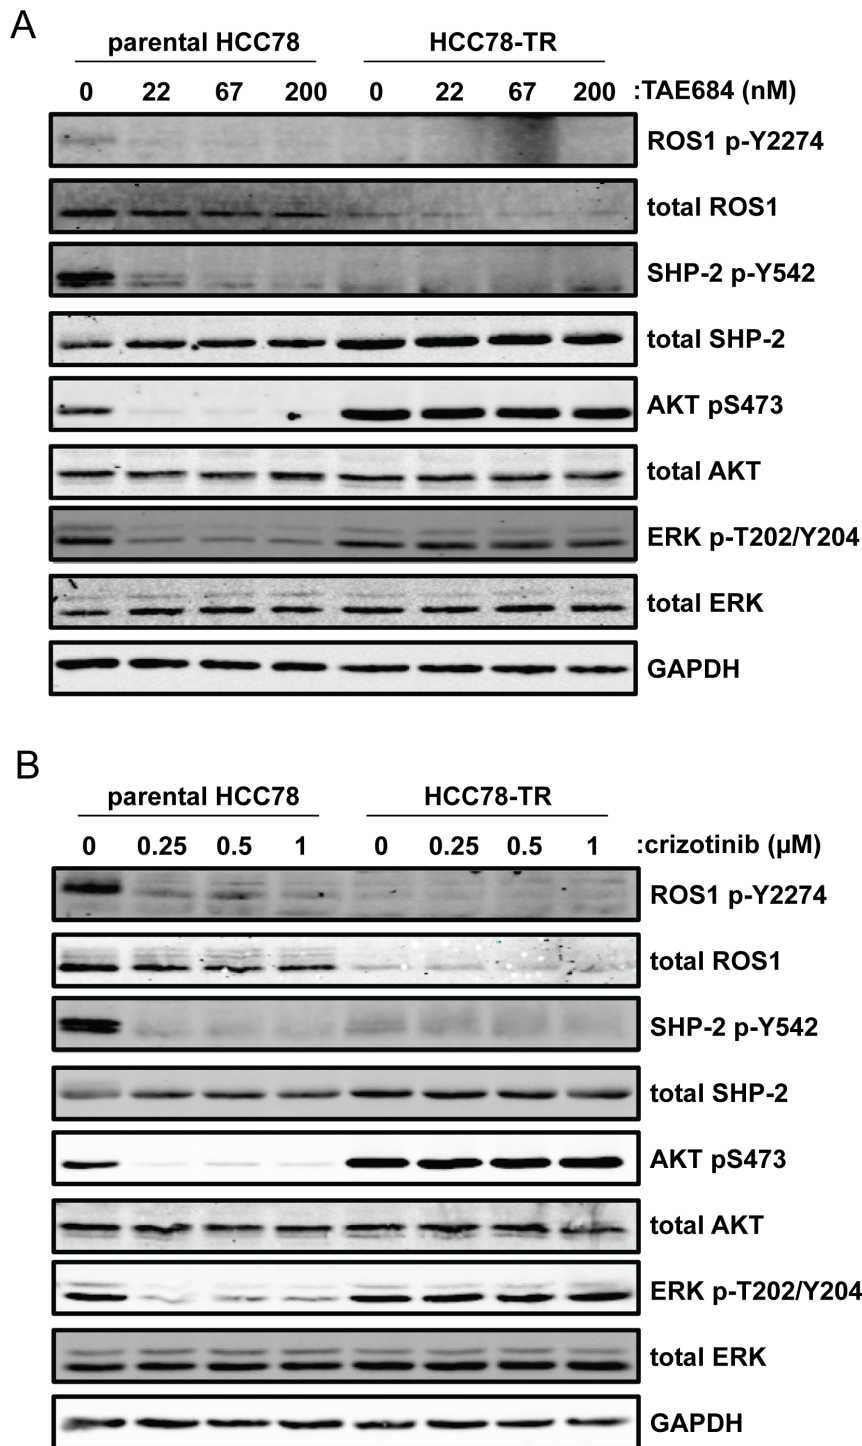 A
parental HCC78 HCC78-TR
0 22 67 200 0 22 67 200 :TAE684 (nM)
ROS1 p-Y2274
total ROS1
SHP-2 p-Y542
total SHP-2
AKT pS473
total AKT
ERK p-T202/Y204
total ERK
GAPDH
B
parental HCC78 HCC78-TR
0 0.25 0.5 1 0 0.25 0.5 1 :crizotinib (µM)
ROS1 p-Y2274
total ROS1
SHP-2 p-Y542
total SHP-2
AKT pS473
total AKT
ERK p-T202/Y204
total ERK
GAPDH